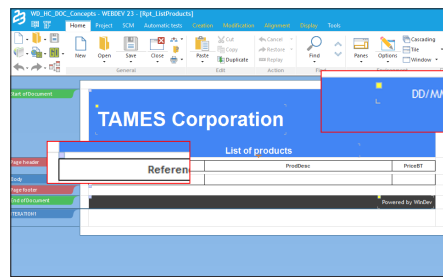 WD_HC_DOC_Concepts - WEBDEV 23 - [Rpt_ListProducts]
Home Project SCM Automatic tests Creation Modification Alignment Display Tools
New Open Save Close Paste Cut Copy Duplicate Cancel Restore Replay Find Panes Options Cascading Tile Window
General Edit Action
Start of Document
DD/MM
TAMES Corporation
List of products
Page header
Referen
ProdDesc PriceBT
Body
Page footer
End of Document
Powered by WinDev
ITERATION1